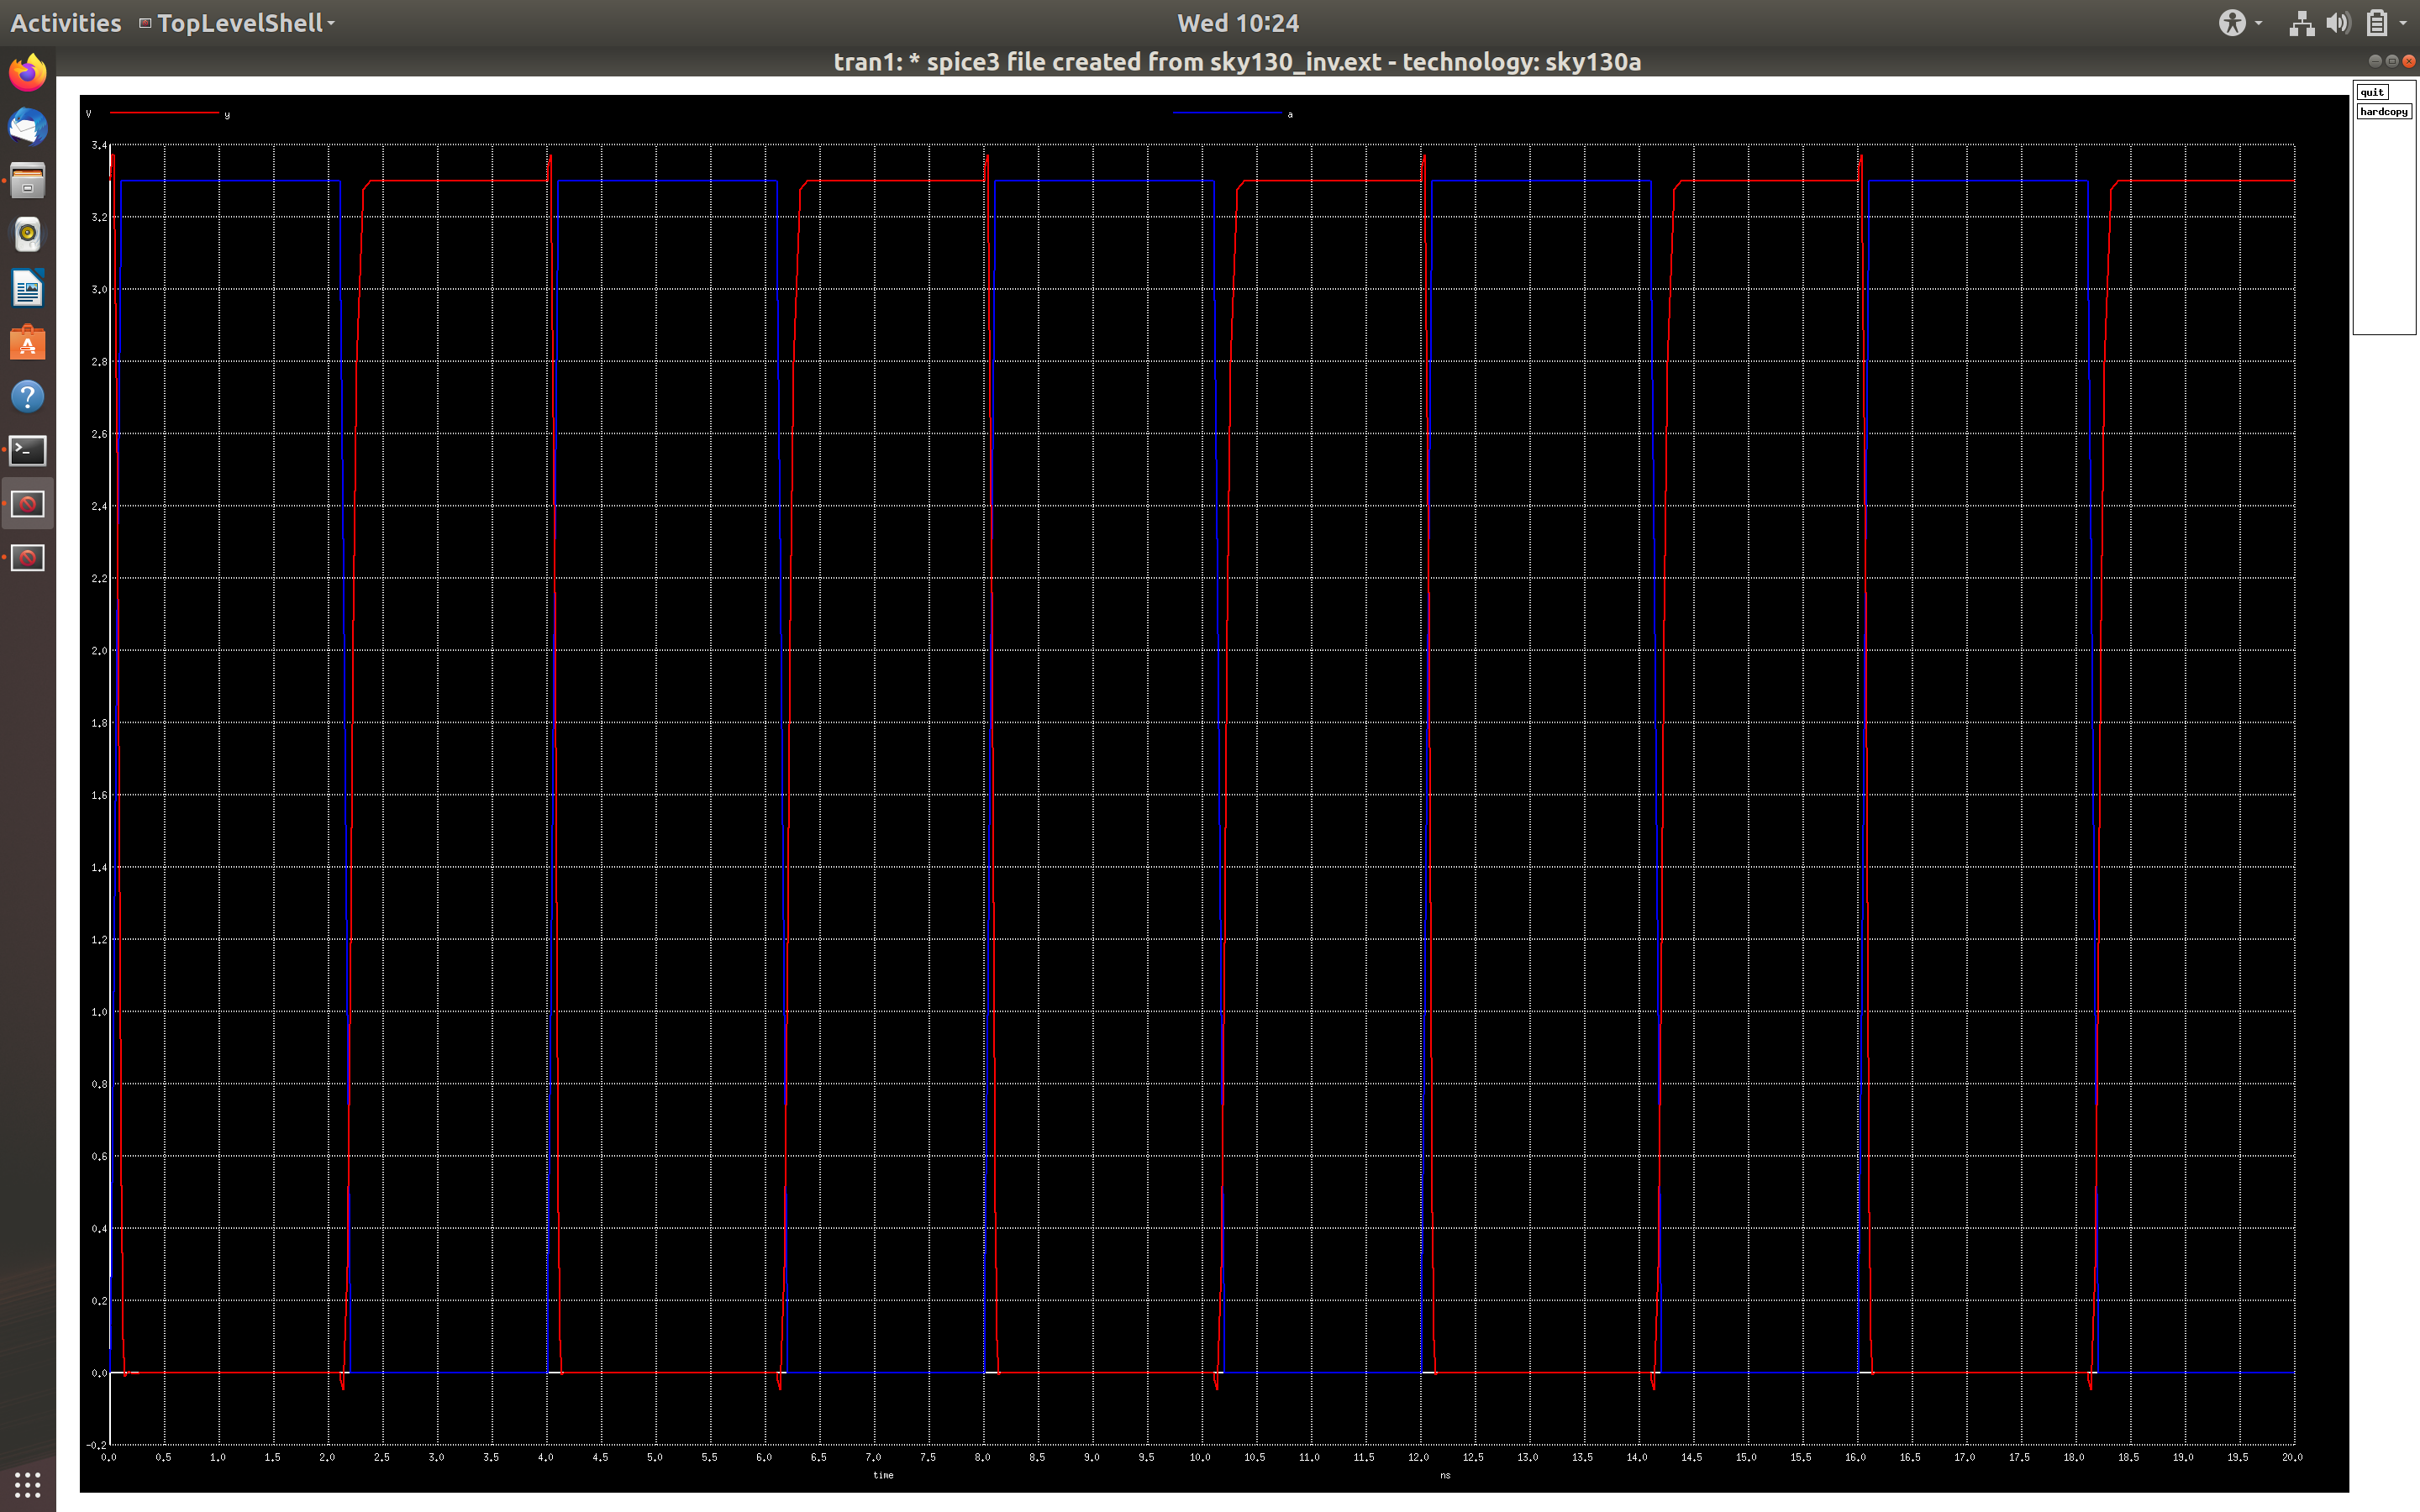 Activities TopLevelShell Wed 10:24
tran1: * spice3 file created from sky130_inv.ext - technology: sky130a
quit
hardcopy
V y a
3.4
3.2
3.0
2.8
2.6
2.4
2.2
2.0
1.8
1.6
1.4
1.2
1.0
0.8
0.6
0.4
0.2
0.0
-0.2
0.0 0.5 1.0 1.5 2.0 2.5 3.0 3.5 4.0 4.5 5.0 5.5 6.0 6.5 7.0 7.5 8.0 8.5 9.0 9.5 10.0 10.5 11.0 11.5 12.0 12.5 13.0 13.5 14.0 14.5 15.0 15.5 16.0 16.5 17.0 17.5 18.0 18.5 19.0 19.5 20.0
time ns